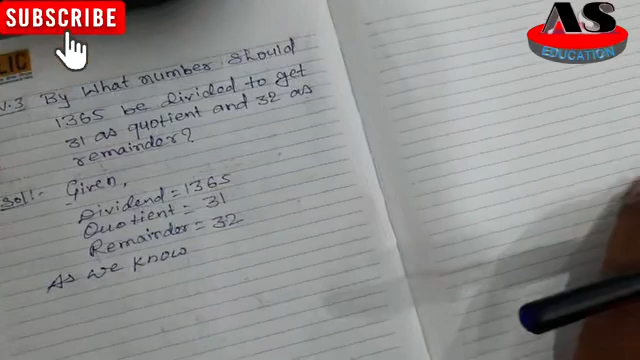 SUBSCRIBE
AS
EDUCATION
LIC
V.3 By What number should
1365 be divided to get
31 as quotient and 32 as
remainder?
Sol:- Given,
Dividend = 1365
Quotient = 31
Remainder = 32
As we know